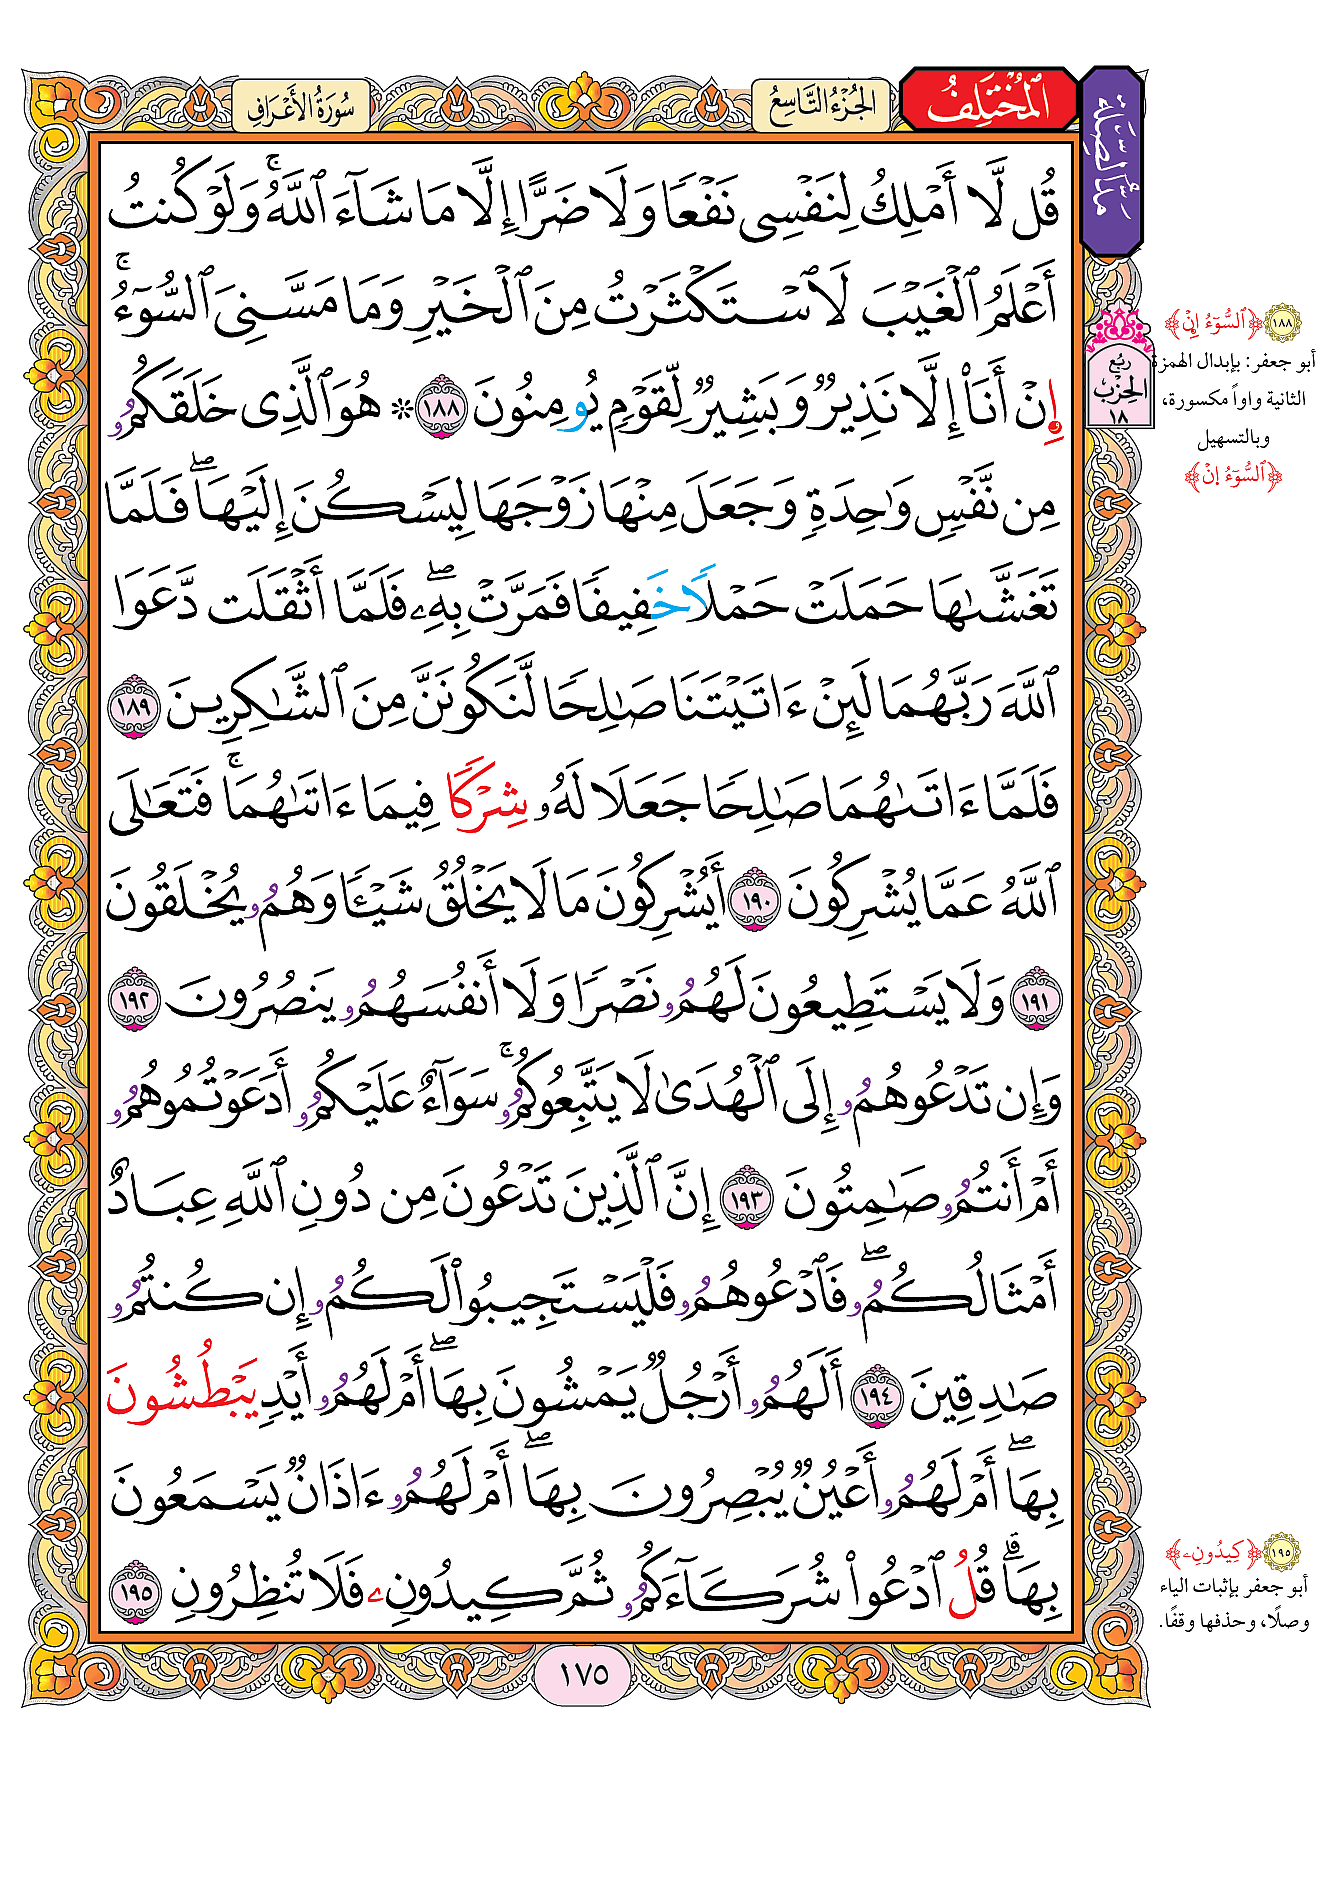 سُورَةُ الأَعْرَافِ
الجُزْءُ التَّاسِعُ
ٱلْمُخْتَلِفُ
مَدُّ الصِّلَة
قُل لَّا أَمْلِكُ لِنَفْسِى نَفْعًا وَلَا ضَرًّا إِلَّا مَا شَآءَ ٱللَّهُۚ وَلَوْ كُنتُ
أَعْلَمُ ٱلْغَيْبَ لَٱسْتَكْثَرْتُ مِنَ ٱلْخَيْرِ وَمَا مَسَّنِىَ ٱلسُّوٓءُۚ
إِنْ أَنَا۠ إِلَّا نَذِيرٌ وَبَشِيرٌ لِّقَوْمٍ يُومِنُونَ ١٨٨ * هُوَ ٱلَّذِى خَلَقَكُمُۥ
مِن نَّفْسٍ وَٰحِدَةٍ وَجَعَلَ مِنْهَا زَوْجَهَا لِيَسْكُنَ إِلَيْهَاۖ فَلَمَّا
تَغَشَّىٰهَا حَمَلَتْ حَمْلًا خَفِيفًا فَمَرَّتْ بِهِۦۖ فَلَمَّا أَثْقَلَت دَّعَوَا
ٱللَّهَ رَبَّهُمَا لَئِنْ ءَاتَيْتَنَا صَٰلِحًا لَّنَكُونَنَّ مِنَ ٱلشَّٰكِرِينَ ١٨٩
فَلَمَّا ءَاتَىٰهُمَا صَٰلِحًا جَعَلَا لَهُۥ شِرْكًا فِيمَا ءَاتَىٰهُمَاۚ فَتَعَٰلَى
ٱللَّهُ عَمَّا يُشْرِكُونَ ١٩٠ أَيُشْرِكُونَ مَا لَا يَخْلُقُ شَيْـًٔا وَهُمُۥ يُخْلَقُونَ
١٩١ وَلَا يَسْتَطِيعُونَ لَهُمُۥ نَصْرًا وَلَا أَنفُسَهُمُۥ يَنصُرُونَ ١٩٢
وَإِن تَدْعُوهُمُۥ إِلَى ٱلْهُدَىٰ لَا يَتَّبِعُوكُمُۥۚ سَوَآءٌ عَلَيْكُمُۥ أَدَعَوْتُمُوهُمُۥ
أَمْ أَنتُمُۥ صَٰمِتُونَ ١٩٣ إِنَّ ٱلَّذِينَ تَدْعُونَ مِن دُونِ ٱللَّهِ عِبَادٌ
أَمْثَالُكُمُۥۖ فَٱدْعُوهُمُۥ فَلْيَسْتَجِيبُوا۟ لَكُمُۥ إِن كُنتُمُۥ
صَٰدِقِينَ ١٩٤ أَلَهُمُۥ أَرْجُلٌ يَمْشُونَ بِهَاۖ أَمْ لَهُمُۥ أَيْدٍ يَبْطُشُونَ
بِهَاۖ أَمْ لَهُمُۥ أَعْيُنٌ يُبْصِرُونَ بِهَاۖ أَمْ لَهُمُۥ ءَاذَانٌ يَسْمَعُونَ
بِهَاۗ قُلُ ٱدْعُوا۟ شُرَكَآءَكُمُۥ ثُمَّ كِيدُونِۦ فَلَا تُنظِرُونِ ١٩٥
١٧٥
رُبُع
الحِزْب
١٨
١٨٨ ﴿ٱلسُّوٓءُ إِنْ﴾
أبو جعفر: بإبدال الهمزة
الثانية واواً مكسورة،
وبالتسهيل
﴿ٱلسُّوٓءُ اِنْ﴾
١٩٥ ﴿كِيدُونِۦ﴾
أبو جعفر بإثبات الياء
وصلًا، وحذفها وقفًا.